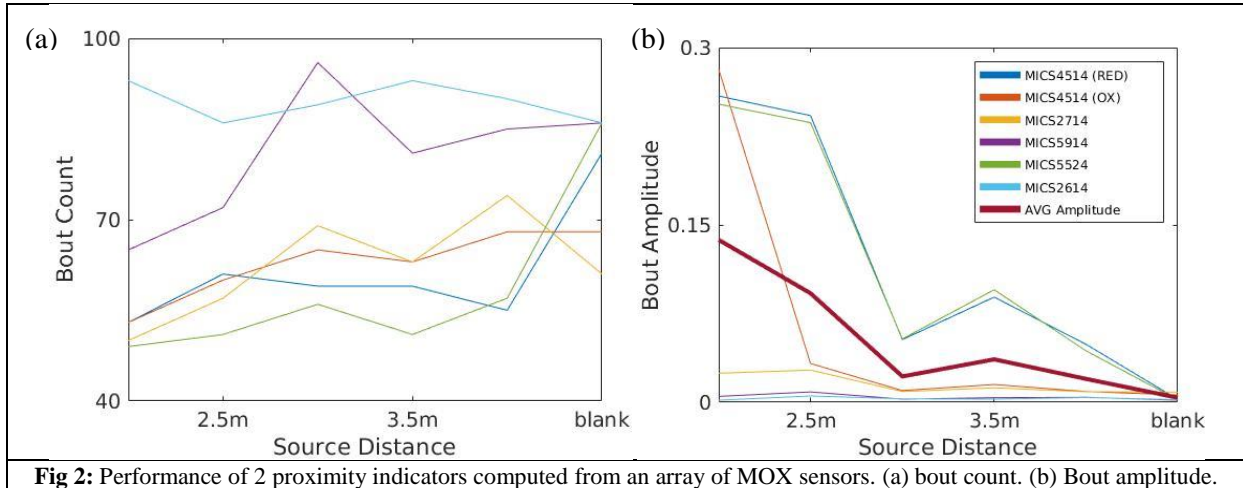 (a)
100
70
40
Bout Count
2.5m
3.5m
blank
Source Distance
(b)
0.3
0.15
0
Bout Amplitude
MICS4514 (RED)
MICS4514 (OX)
MICS2714
MICS5914
MICS5524
MICS2614
AVG Amplitude
2.5m
3.5m
blank
Source Distance
Fig 2: Performance of 2 proximity indicators computed from an array of MOX sensors. (a) bout count. (b) Bout amplitude.